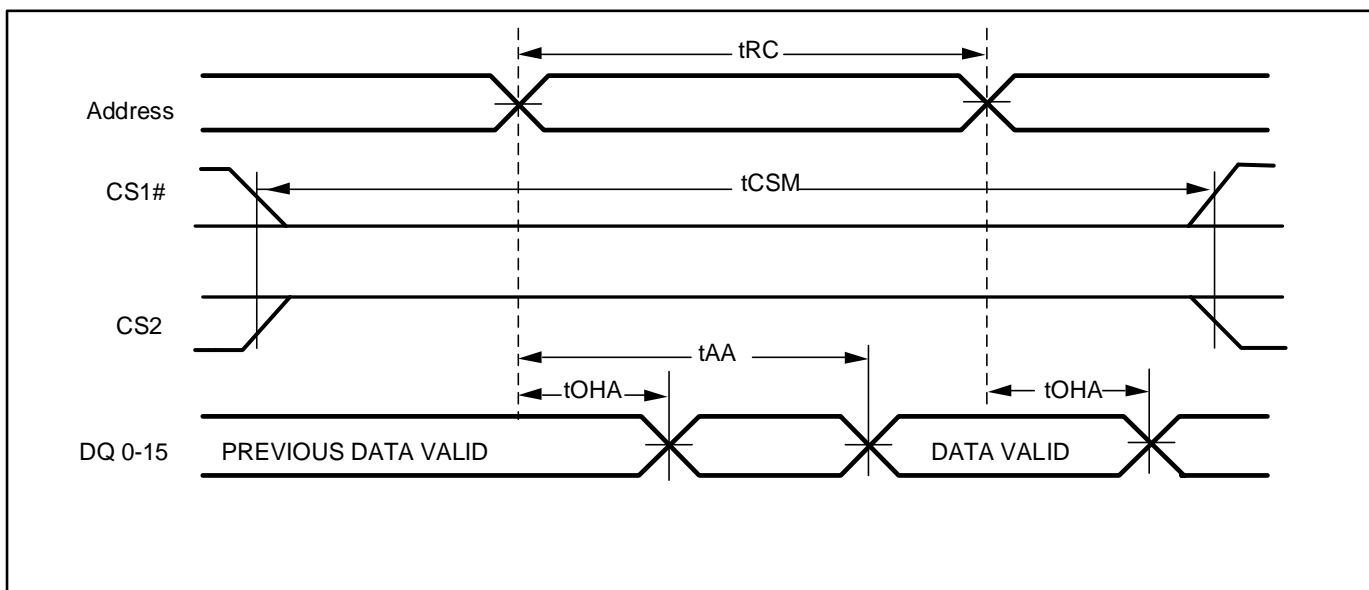 tRC
Address
CS1#
tCSM
CS2
tAA
tOHA
tOHA
DQ 0-15
PREVIOUS DATA VALID
DATA VALID